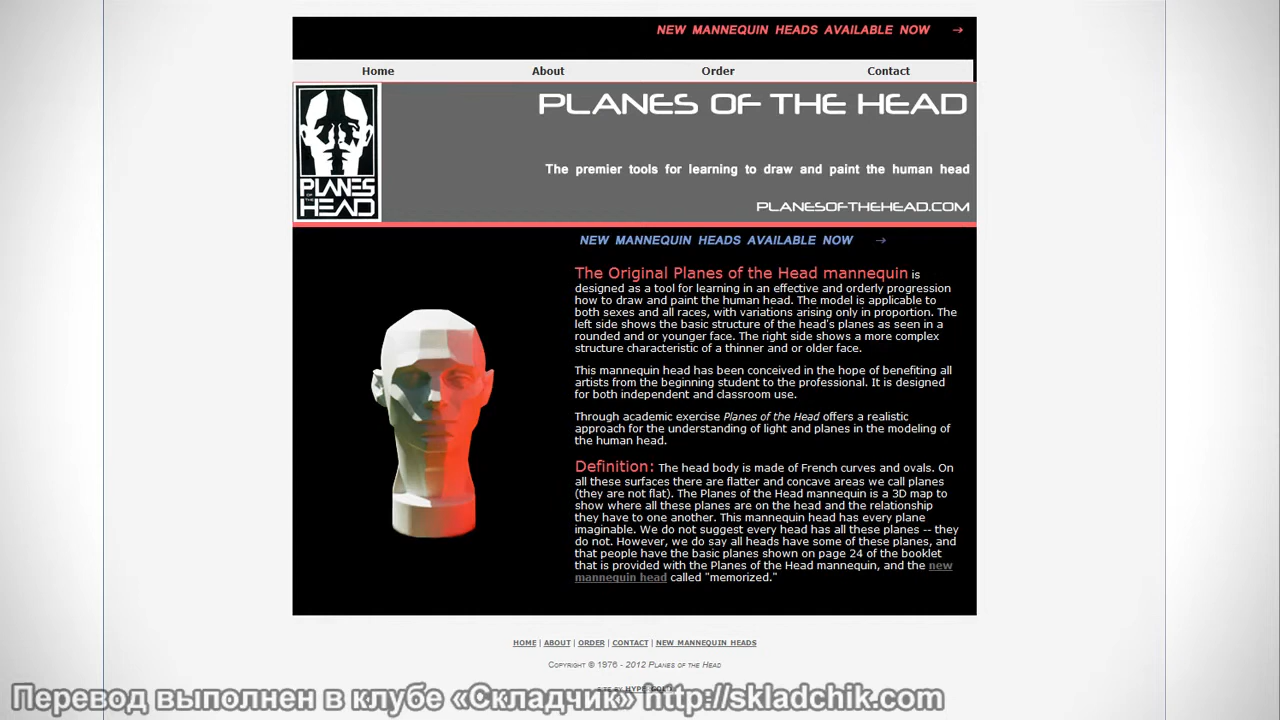 NEW MANNEQUIN HEADS AVAILABLE NOW →
Home About Order Contact
PLANES OF THE HEAD
The premier tools for learning to draw and paint the human head
PLANESOFTHEHEAD.COM
PLANES
OF THE
HEAD
NEW MANNEQUIN HEADS AVAILABLE NOW →
The Original Planes of the Head mannequin is
designed as a tool for learning in an effective and orderly progression
how to draw and paint the human head. The model is applicable to
both sexes and all races, with variations arising only in proportion. The
left side shows the basic structure of the head's planes as seen in a
rounded and or younger face. The right side shows a more complex
structure characteristic of a thinner and or older face.
This mannequin head has been conceived in the hope of benefiting all
artists from the beginning student to the professional. It is designed
for both independent and classroom use.
Through academic exercise Planes of the Head offers a realistic
approach for the understanding of light and planes in the modeling of
the human head.
Definition: The head body is made of French curves and ovals. On
all these surfaces there are flatter and concave areas we call planes
(they are not flat). The Planes of the Head mannequin is a 3D map to
show where all these planes are on the head and the relationship
they have to one another. This mannequin head has every plane
imaginable. We do not suggest every head has all these planes -- they
do not. However, we do say all heads have some of these planes, and
that people have the basic planes shown on page 24 of the booklet
that is provided with the Planes of the Head mannequin, and the new
mannequin head called "memorized."
HOME | ABOUT | ORDER | CONTACT | NEW MANNEQUIN HEADS
Copyright © 1976 - 2012 Planes of the Head
SITE BY
Перевод выполнен в клубе «Складчик» http://skladchik.com